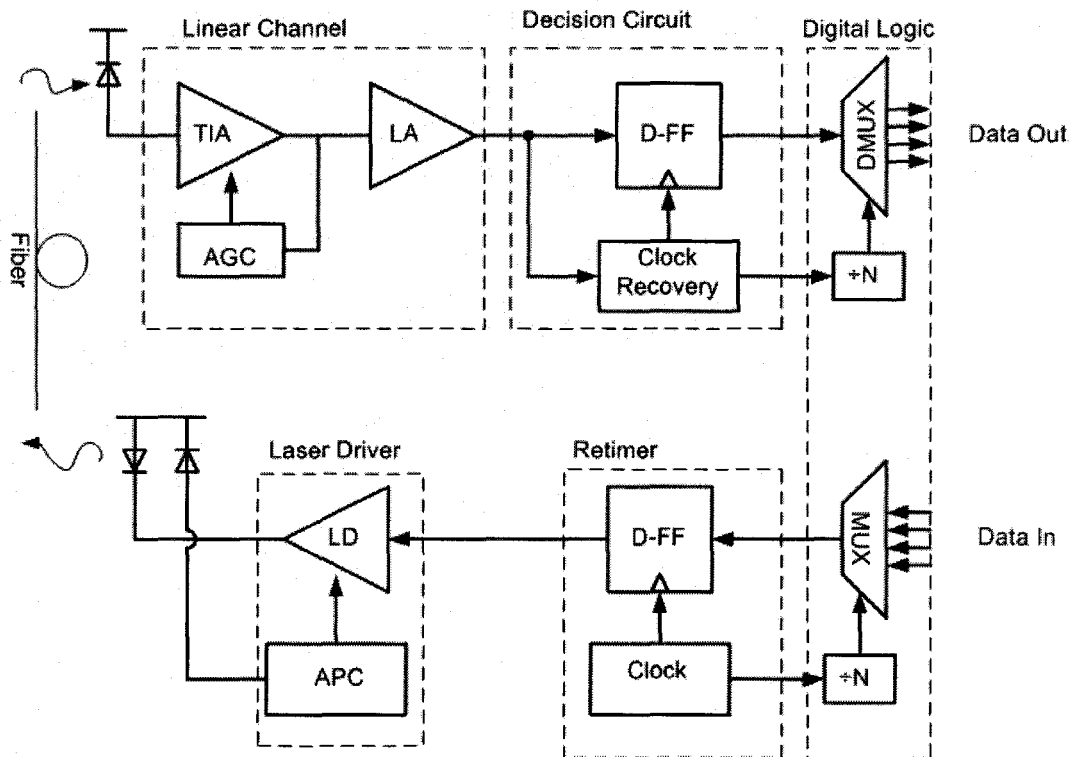 Linear Channel
Decision Circuit
Digital Logic
TIA
LA
D-FF
DMUX
Data Out
AGC
Clock
Recovery
÷N
Fiber
Laser Driver
Retimer
LD
D-FF
MUX
Data In
APC
Clock
÷N